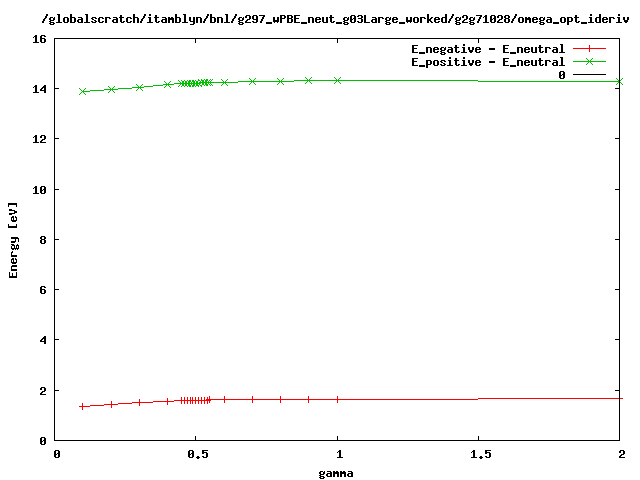 /globalscratch/itamblyn/bnl/g297_wPBE_neut_g03Large_worked/g2g71028/omega_opt_ideriv
E_negative - E_neutral
E_positive - E_neutral
0
16
14
12
10
8
6
4
2
0
Energy [eV]
0 0.5 1 1.5 2
gamma